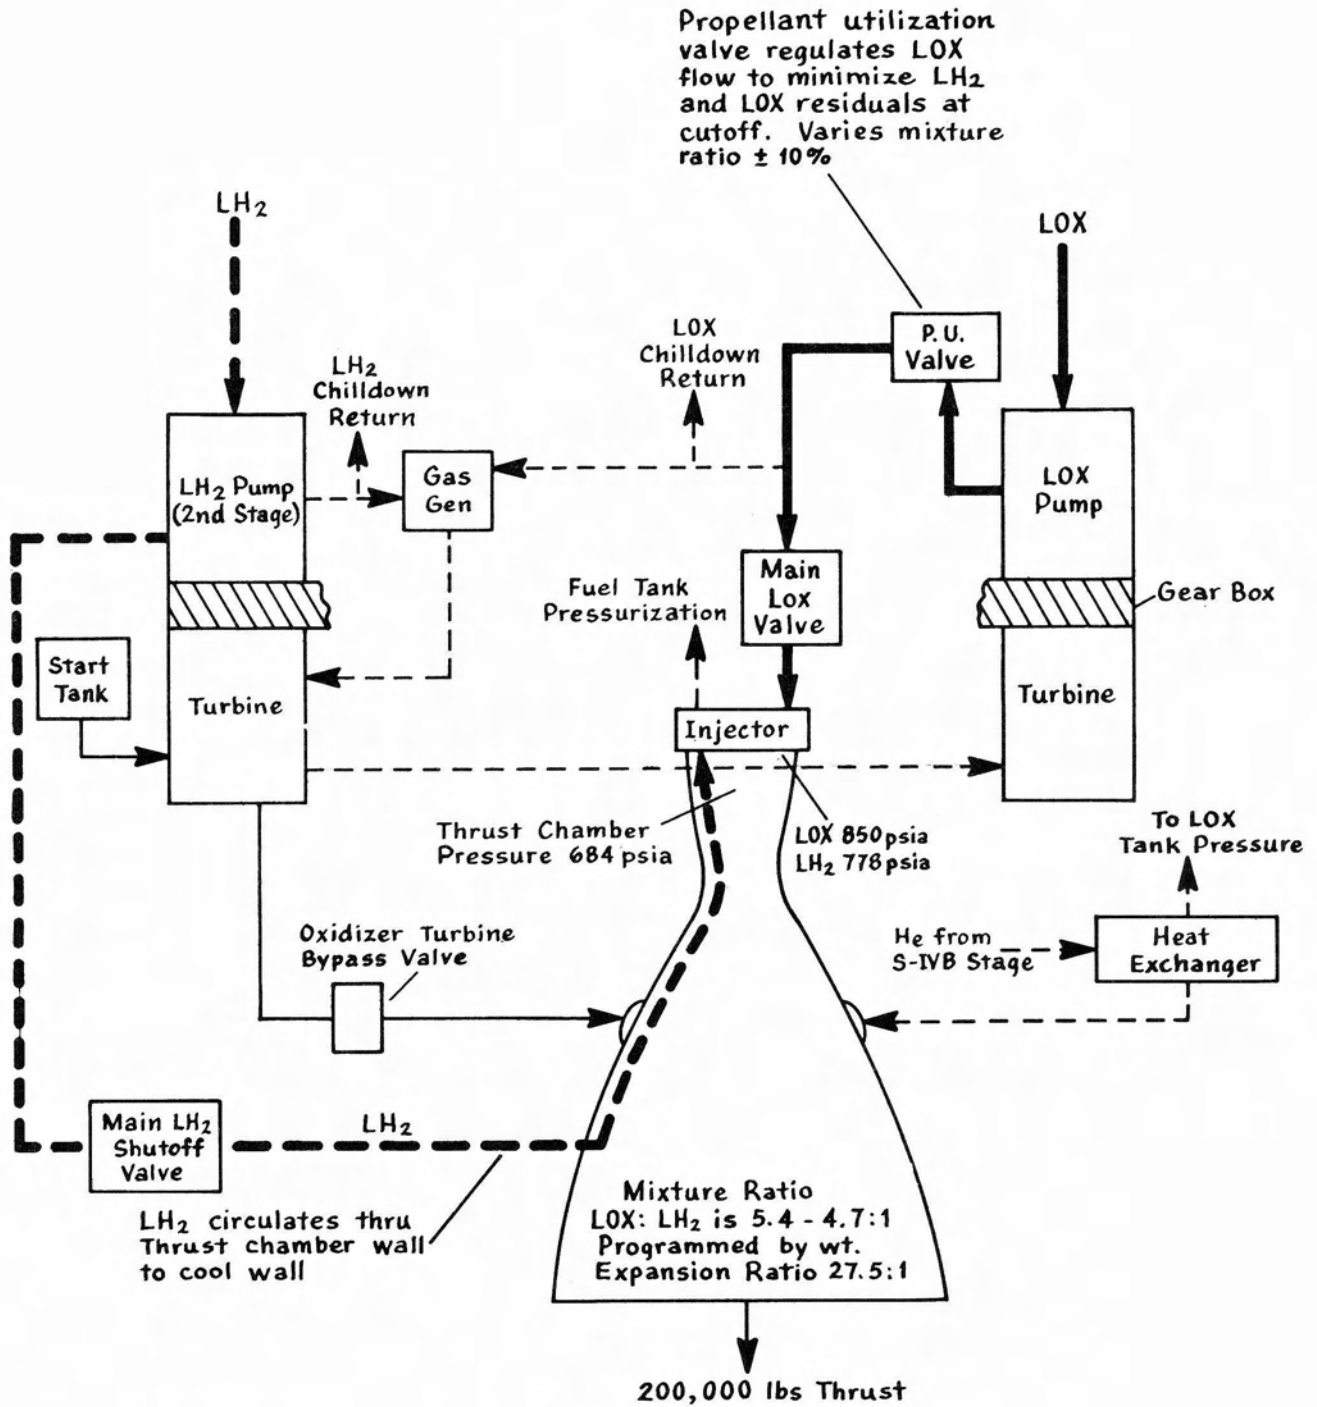 Propellant utilization
valve regulates LOX
flow to minimize LH₂
and LOX residuals at
cutoff. Varies mixture
ratio ± 10%
LH₂
LOX
LH₂
Chilldown
Return
LOX
Chilldown
Return
P.U.
Valve
LH₂ Pump
(2nd Stage)
Gas
Gen
LOX
Pump
Fuel Tank
Pressurization
Main
Lox
Valve
Gear Box
Start
Tank
Turbine
Injector
Turbine
Thrust Chamber
Pressure 684 psia
LOX 850 psia
LH₂ 778 psia
To LOX
Tank Pressure
Oxidizer Turbine
Bypass Valve
He from
S-IVB Stage
Heat
Exchanger
Main LH₂
Shutoff
Valve
LH₂
LH₂ circulates thru
Thrust chamber wall
to cool wall
Mixture Ratio
LOX: LH₂ is 5.4 - 4.7:1
Programmed by wt.
Expansion Ratio 27.5:1
200,000 lbs Thrust